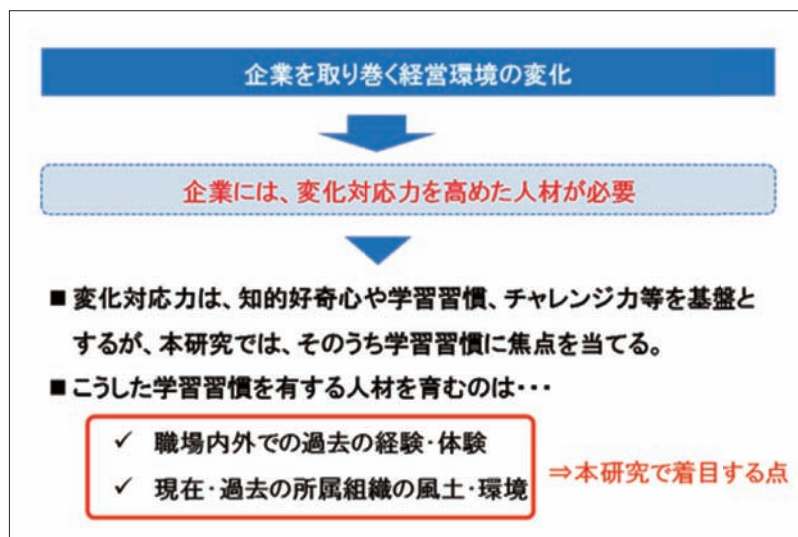 企業を取り巻く経営環境の変化
企業には、変化対応力を高めた人材が必要
■ 変化対応力は、知的好奇心や学習習慣、チャレンジ力等を基盤と
するが、本研究では、そのうち学習習慣に焦点を当てる。
■ こうした学習習慣を有する人材を育むのは・・・
✓ 職場内外での過去の経験・体験
✓ 現在・過去の所属組織の風土・環境
⇒本研究で着目する点